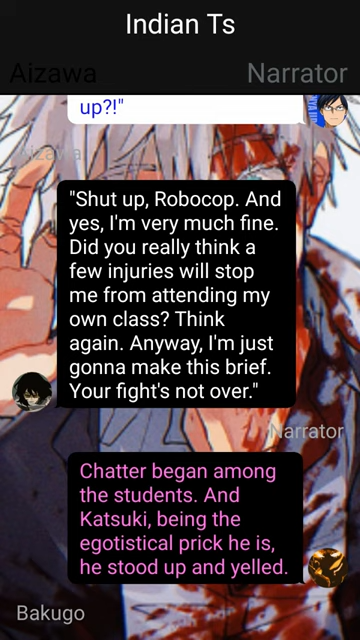 Indian Ts
Aizawa
Narrator
up?!"
Aizawa
"Shut up, Robocop. And
yes, I'm very much fine.
Did you really think a
few injuries will stop
me from attending my
own class? Think
again. Anyway, I'm just
gonna make this brief.
Your fight's not over."
Narrator
Chatter began among
the students. And
Katsuki, being the
egotistical prick he is,
he stood up and yelled.
Bakugo